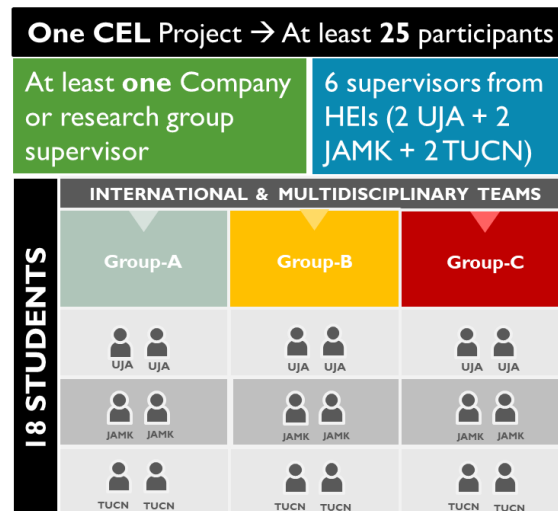 One CEL Project → At least 25 participants
At least one Company
or research group
supervisor
6 supervisors from
HEIs (2 UJA + 2
JAMK + 2 TUCN)
18 STUDENTS
INTERNATIONAL & MULTIDISCIPLINARY TEAMS
Group-A
Group-B
Group-C
UJA UJA
UJA UJA
UJA UJA
JAMK JAMK
JAMK JAMK
JAMK JAMK
TUCN TUCN
TUCN TUCN
TUCN TUCN